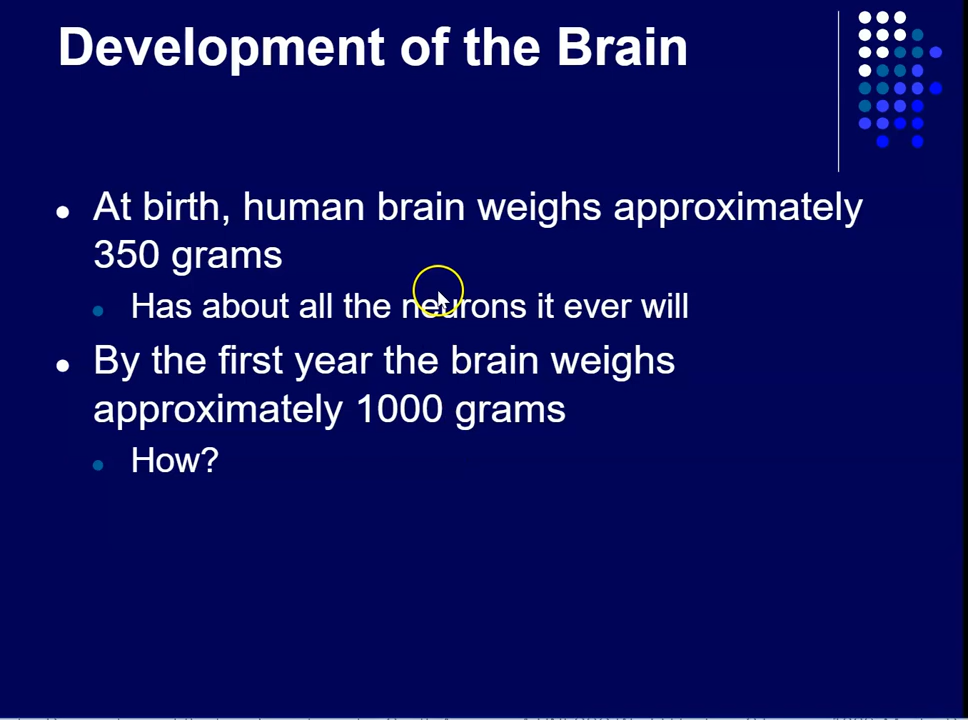 Development of the Brain
At birth, human brain weighs approximately
350 grams
Has about all the neurons it ever will
By the first year the brain weighs
approximately 1000 grams
How?